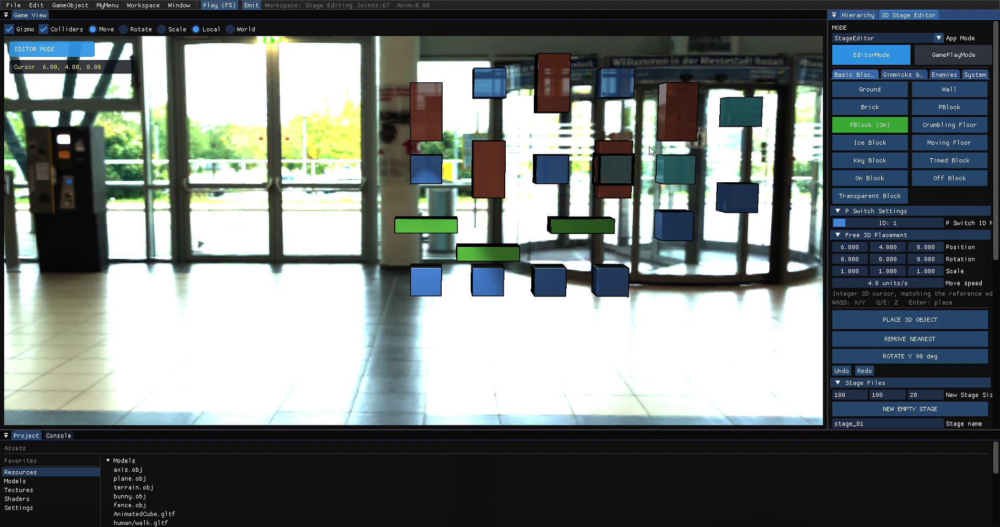 File Edit GameObject MyMenu Workspace Window Play (F5) Emit Workspace: Stage Editing Joints:67 Anim:0.00
Game View
Gizmo Colliders Move Rotate Scale Local World
EDITOR MODE
Cursor 6.00, 4.00, 0.00
Willkommen in der Messestadt Rostock
Hierarchy 3D Stage Editor
MODE
StageEditor App Mode
EditorMode GamePlayMode
Basic Bloc… Gimmicks &… Enemies System
Ground Wall
Brick PBlock
PBlock (On) Crumbling Floor
Ice Block Moving Floor
Key Block Timed Block
On Block Off Block
Transparent Block
P Switch Settings
ID: 1 P Switch ID N
Free 3D Placement
6.000 4.000 0.000 Position
0.000 0.000 0.000 Rotation
1.000 1.000 1.000 Scale
4.0 units/s Move speed
Integer 3D cursor, matching the reference ed
WASD: X/Y Q/E: Z Enter: place
PLACE 3D OBJECT
REMOVE NEAREST
ROTATE Y 90 deg
Undo Redo
Stage Files
100 100 20 New Stage Siz
NEW EMPTY STAGE
stage_01 Stage name
Project Console
Assets
Favorites
Resources
Models
Textures
Shaders
Settings
Models
axis.obj
plane.obj
terrain.obj
bunny.obj
fence.obj
AnimatedCube.gltf
human/walk.gltf